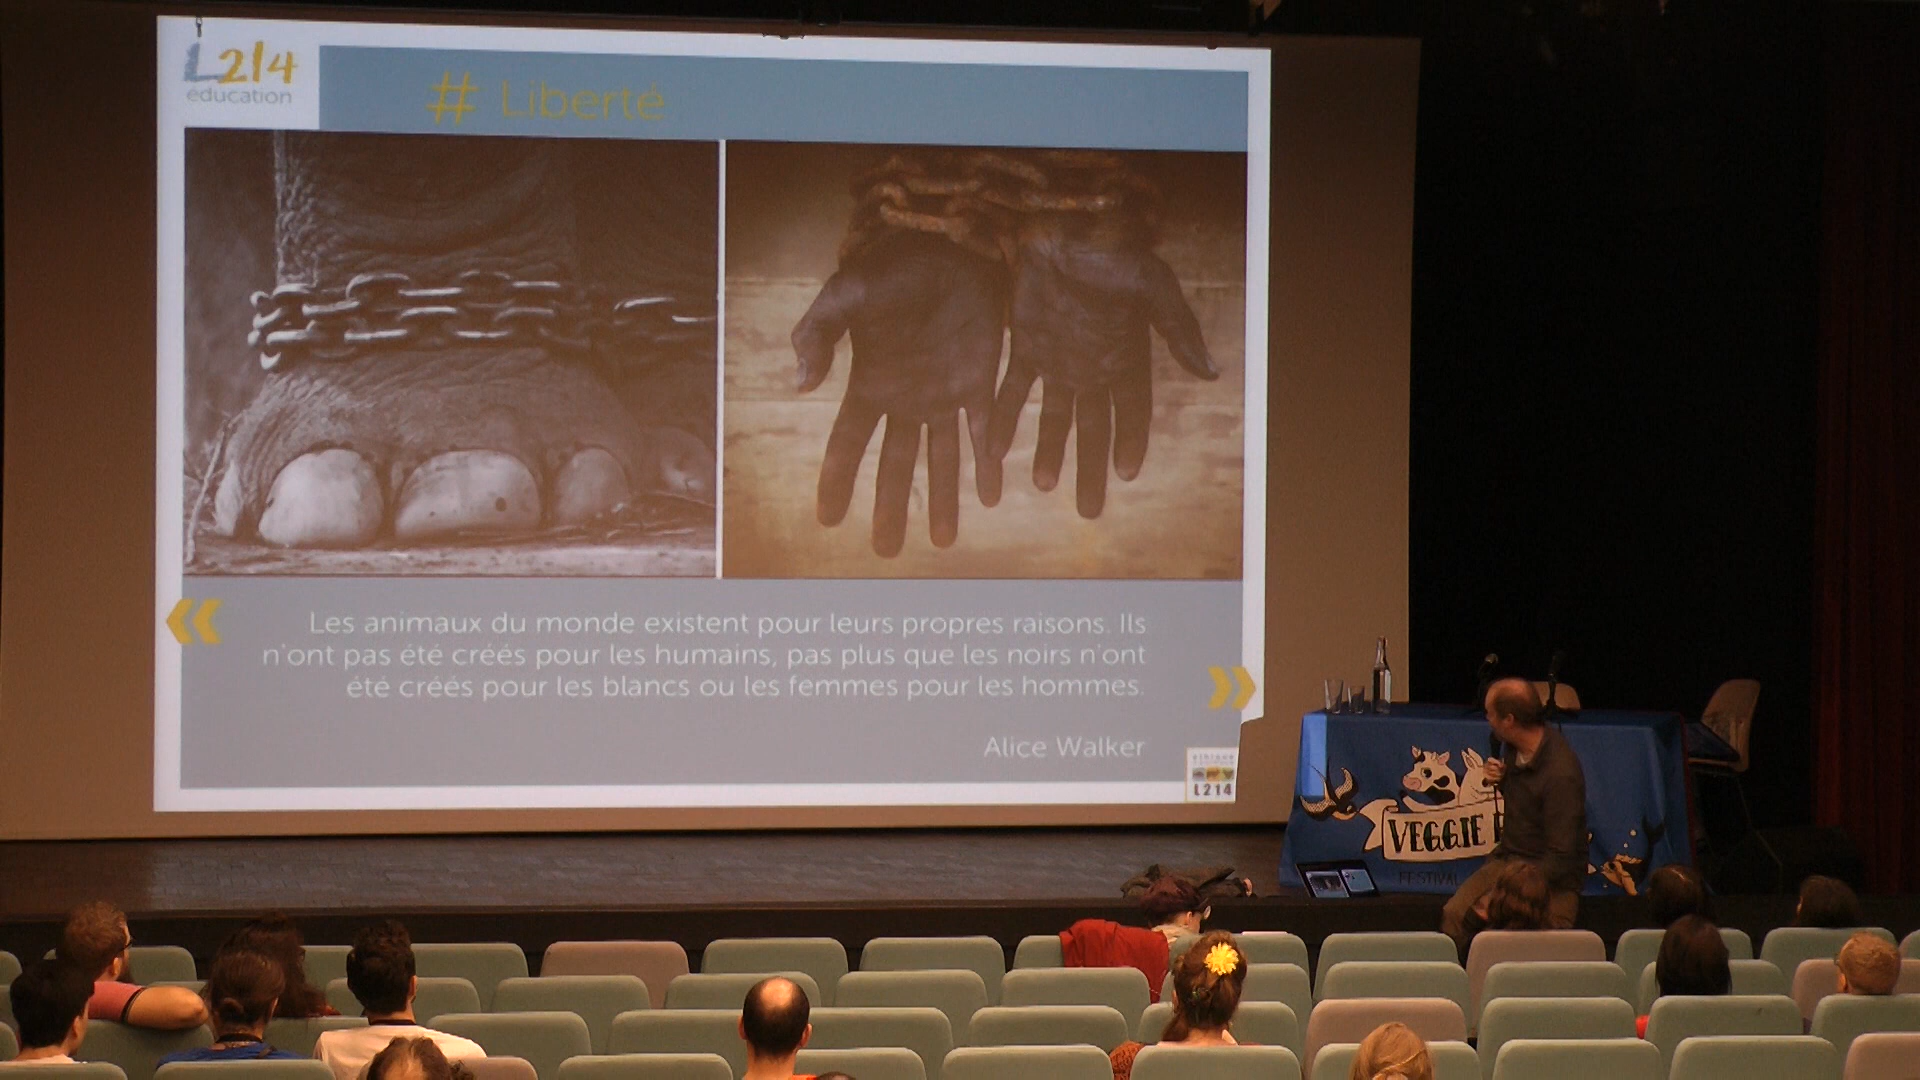 L214
education
# Liberté
« Les animaux du monde existent pour leurs propres raisons. Ils
n'ont pas été créés pour les humains, pas plus que les noirs n'ont
été créés pour les blancs ou les femmes pour les hommes. »
Alice Walker
L214
VEGGIE
FESTIVAL